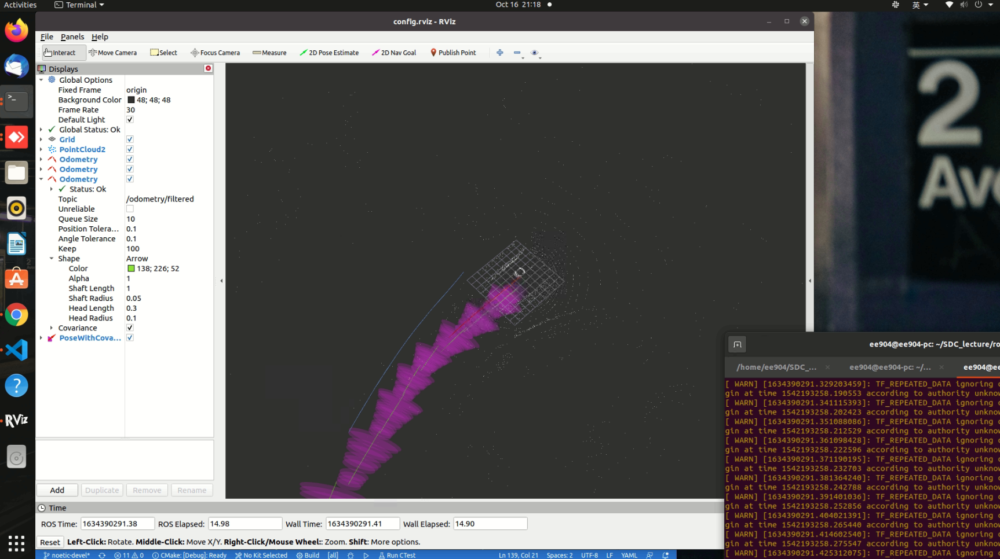 Activities
Terminal
Oct 16 21:18
英
config.rviz - RViz
File Panels Help
Interact Move Camera Select Focus Camera Measure 2D Pose Estimate 2D Nav Goal Publish Point
Displays
Global Options
Fixed Frame origin
Background Color 48; 48; 48
Frame Rate 30
Default Light
Global Status: Ok
Grid
PointCloud2
Odometry
Odometry
Odometry
Status: Ok
Topic /odometry/filtered
Unreliable
Queue Size 10
Position Tolera... 0.1
Angle Tolerance 0.1
Keep 100
Shape Arrow
Color 138; 226; 52
Alpha 1
Shaft Length 1
Shaft Radius 0.05
Head Length 0.3
Head Radius 0.1
Covariance
PoseWithCova...
RViz
Add Duplicate Remove Rename
Time
ROS Time: 1634390291.38 ROS Elapsed: 14.98 Wall Time: 1634390291.41 Wall Elapsed: 14.90
Reset Left-Click: Rotate. Middle-Click: Move X/Y. Right-Click/Mouse Wheel:: Zoom. Shift: More options.
noetic-devel* 11 0 CMake: [Debug]: Ready No Kit Selected Build [all] Run CTest Ln 139, Col 21 Spaces: 2 UTF-8 LF YAML
2
Ave
ee904@ee904-pc: ~/SDC_lecture/ro
/home/ee904/SDC_... ee904@ee904-pc: ~/... ee904@ee
[ WARN] [1634390291.329203459]: TF_REPEATED_DATA ignoring
gin at time 1542193258.190553 according to authority unkno
[ WARN] [1634390291.341115393]: TF_REPEATED_DATA ignoring
gin at time 1542193258.202423 according to authority unkno
[ WARN] [1634390291.351088086]: TF_REPEATED_DATA ignoring
gin at time 1542193258.212529 according to authority unkno
[ WARN] [1634390291.361098428]: TF_REPEATED_DATA ignoring
gin at time 1542193258.222596 according to authority unkno
[ WARN] [1634390291.371190195]: TF_REPEATED_DATA ignoring
gin at time 1542193258.232703 according to authority unkno
[ WARN] [1634390291.381364240]: TF_REPEATED_DATA ignoring
gin at time 1542193258.242788 according to authority unkno
[ WARN] [1634390291.391401036]: TF_REPEATED_DATA ignoring
gin at time 1542193258.252856 according to authority unkno
[ WARN] [1634390291.404021391]: TF_REPEATED_DATA ignoring
gin at time 1542193258.265440 according to authority unkno
[ WARN] [1634390291.414602540]: TF_REPEATED_DATA ignoring
gin at time 1542193258.275547 according to authority unkno
[ WARN] [1634390291.425312075]: TF_REPEATED_DATA ignoring